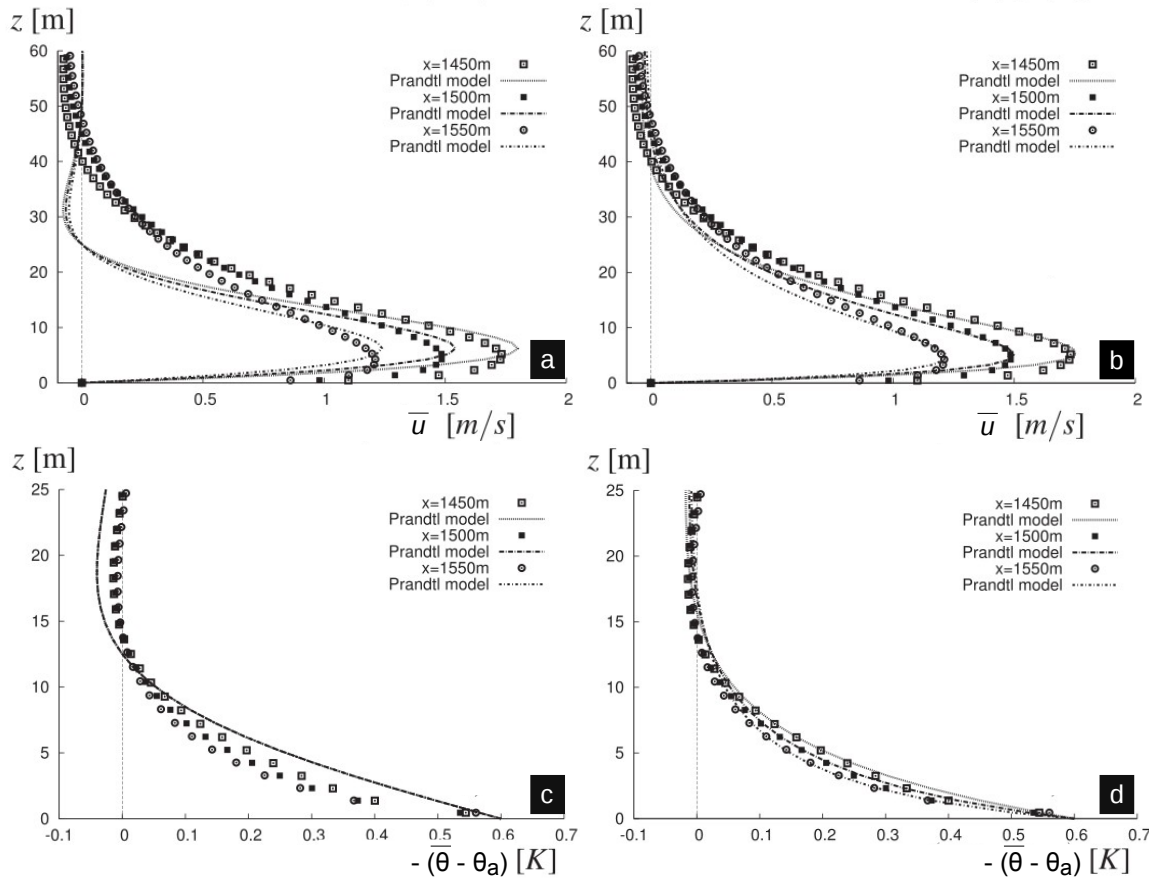 z [m]
60
50
40
30
20
10
0
0
0.5
1
1.5
2
x=1450m
Prandtl model
x=1500m
Prandtl model
x=1550m
Prandtl model
a
u̅ [m/s]
z [m]
60
50
40
30
20
10
0
0
0.5
1
1.5
2
x=1450m
Prandtl model
x=1500m
Prandtl model
x=1550m
Prandtl model
b
u̅ [m/s]
z [m]
25
20
15
10
5
0
-0.1
0
0.1
0.2
0.3
0.4
0.5
0.6
0.7
x=1450m
Prandtl model
x=1500m
Prandtl model
x=1550m
Prandtl model
c
- (θ̅ - θa) [K]
z [m]
25
20
15
10
5
0
-0.1
0
0.1
0.2
0.3
0.4
0.5
0.6
0.7
x=1450m
Prandtl model
x=1500m
Prandtl model
x=1550m
Prandtl model
d
- (θ̅ - θa) [K]